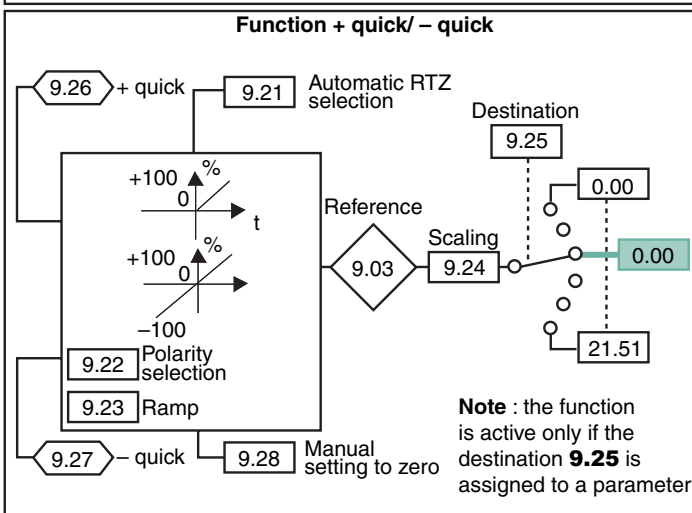 Function + quick/ – quick
9.26
+ quick
9.21
Automatic RTZ
selection
Destination
9.25
+100
%
0
t
0.00
Reference
9.03
Scaling
9.24
0.00
+100
%
0
–100
9.22
Polarity
selection
9.23
Ramp
21.51
9.27
– quick
9.28
Manual
setting to zero
Note : the function
is active only if the
destination 9.25 is
assigned to a parameter